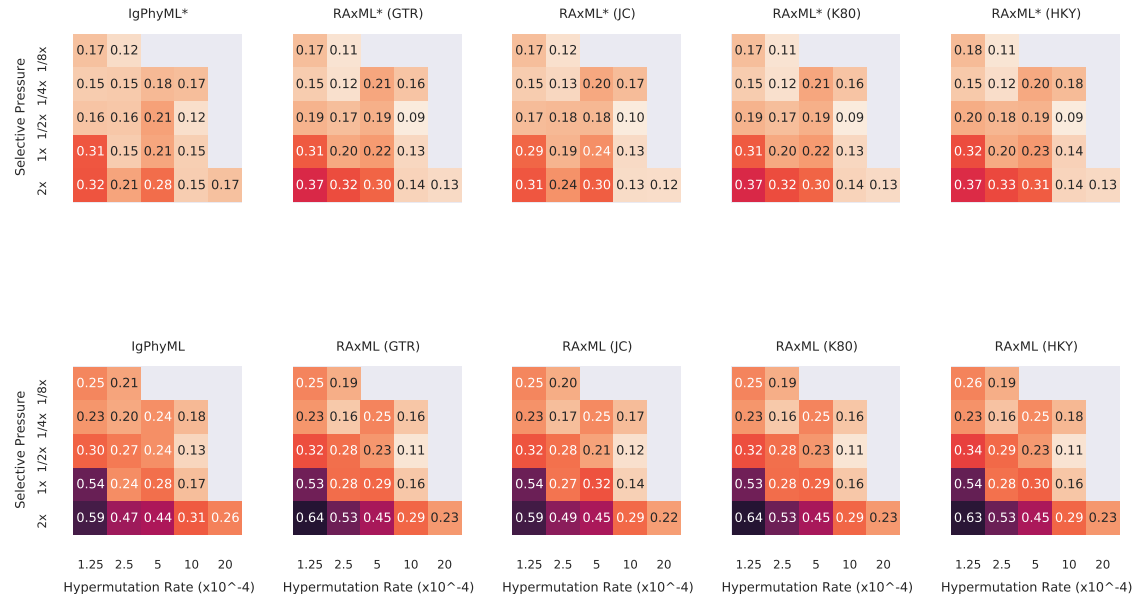 IgPhyML* RAxML* (GTR) RAxML* (JC) RAxML* (K80) RAxML* (HKY)
Selective Pressure
1/8x 0.17 0.12 0.17 0.11 0.17 0.12 0.17 0.11 0.18 0.11
1/4x 0.15 0.15 0.18 0.17 0.15 0.12 0.21 0.16 0.15 0.13 0.20 0.17 0.15 0.12 0.21 0.16 0.15 0.12 0.20 0.18
1/2x 0.16 0.16 0.21 0.12 0.19 0.17 0.19 0.09 0.17 0.18 0.18 0.10 0.19 0.17 0.19 0.09 0.20 0.18 0.19 0.09
1x 0.31 0.15 0.21 0.15 0.31 0.20 0.22 0.13 0.29 0.19 0.24 0.13 0.31 0.20 0.22 0.13 0.32 0.20 0.23 0.14
2x 0.32 0.21 0.28 0.15 0.17 0.37 0.32 0.30 0.14 0.13 0.31 0.24 0.30 0.13 0.12 0.37 0.32 0.30 0.14 0.13 0.37 0.33 0.31 0.14 0.13
IgPhyML RAxML (GTR) RAxML (JC) RAxML (K80) RAxML (HKY)
Selective Pressure
1/8x 0.25 0.21 0.25 0.19 0.25 0.20 0.25 0.19 0.26 0.19
1/4x 0.23 0.20 0.24 0.18 0.23 0.16 0.25 0.16 0.23 0.17 0.25 0.17 0.23 0.16 0.25 0.16 0.23 0.16 0.25 0.18
1/2x 0.30 0.27 0.24 0.13 0.32 0.28 0.23 0.11 0.32 0.28 0.21 0.12 0.32 0.28 0.23 0.11 0.34 0.29 0.23 0.11
1x 0.54 0.24 0.28 0.17 0.53 0.28 0.29 0.16 0.54 0.27 0.32 0.14 0.53 0.28 0.29 0.16 0.54 0.28 0.30 0.16
2x 0.59 0.47 0.44 0.31 0.26 0.64 0.53 0.45 0.29 0.23 0.59 0.49 0.45 0.29 0.22 0.64 0.53 0.45 0.29 0.23 0.63 0.53 0.45 0.29 0.23
1.25 2.5 5 10 20 1.25 2.5 5 10 20 1.25 2.5 5 10 20 1.25 2.5 5 10 20 1.25 2.5 5 10 20
Hypermutation Rate (x10^-4) Hypermutation Rate (x10^-4) Hypermutation Rate (x10^-4) Hypermutation Rate (x10^-4) Hypermutation Rate (x10^-4)